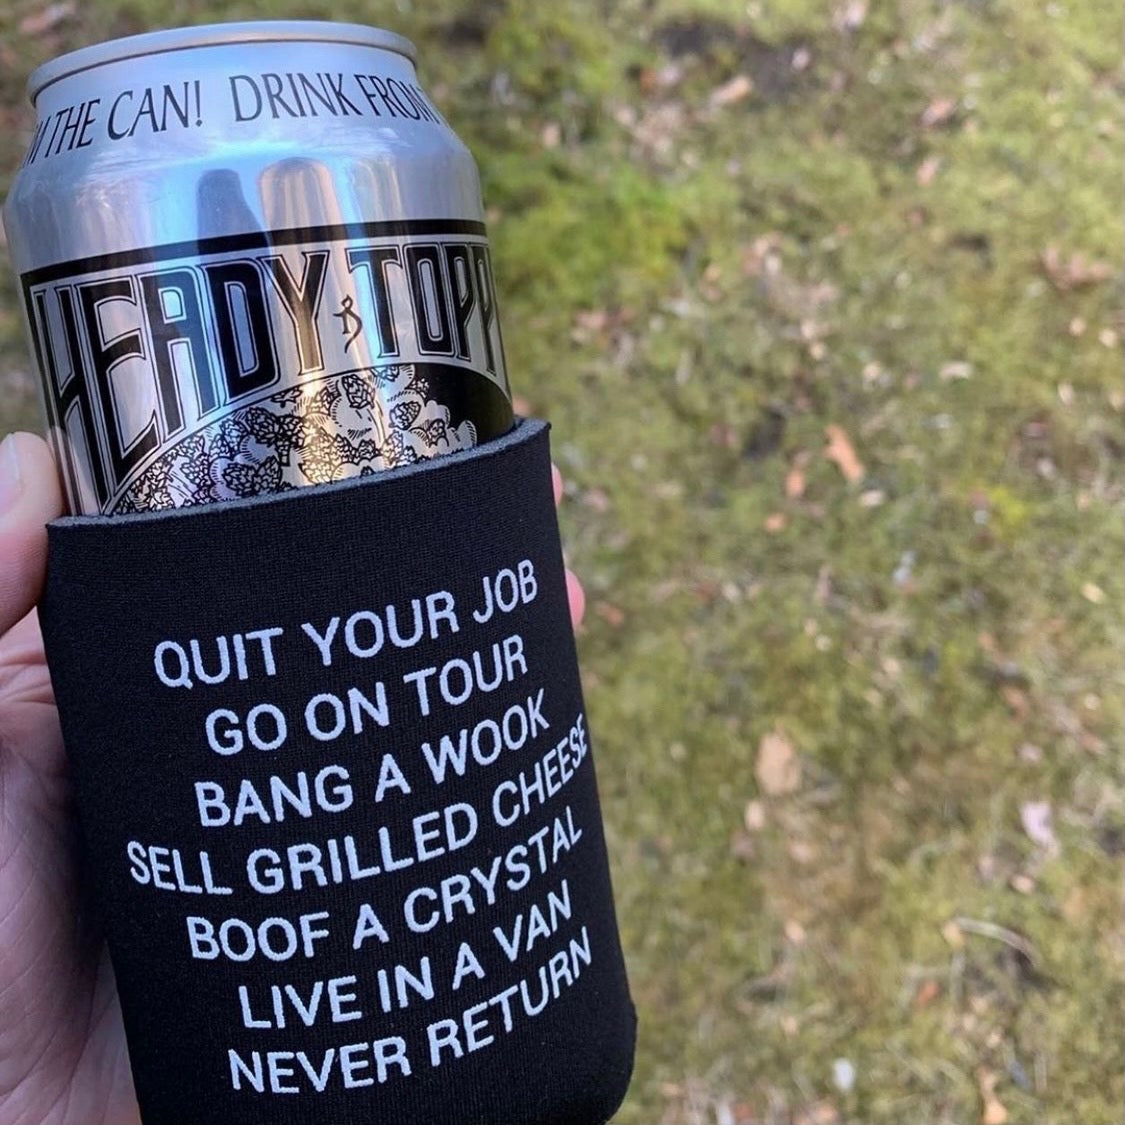 THE CAN! DRINK FROM
HEADY TOPP
QUIT YOUR JOB
GO ON TOUR
BANG A WOOK
SELL GRILLED CHEESE
BOOF A CRYSTAL
LIVE IN A VAN
NEVER RETURN